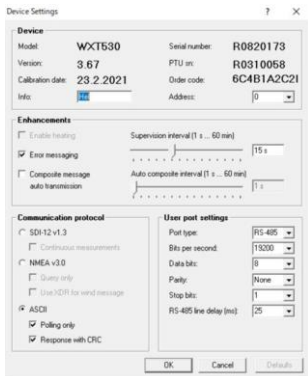 Device Settings ? ×
Device
Model: WXT530 Serial number: R0820173
Version: 3.67 PTU sn: R0310058
Calibration date: 23.2.2021 Order code: 6C4B1A2C2I
Info: Address: 0
Enhancements
Enable heating Supervision interval (1 s ... 60 min)
Error messaging 15 s
Composite message auto transmission Auto composite interval (1 s ... 60 min)
1 s
Communication protocol
SDI-12 v1.3
Continuous measurements
NMEA v3.0
Query only
Use XDR for wind message
ASCII
Polling only
Response with CRC
User port settings
Port type: RS-485
Bits per second: 19200
Data bits: 8
Parity: None
Stop bits: 1
RS-485 line delay (ms): 25
OK Cancel Defaults